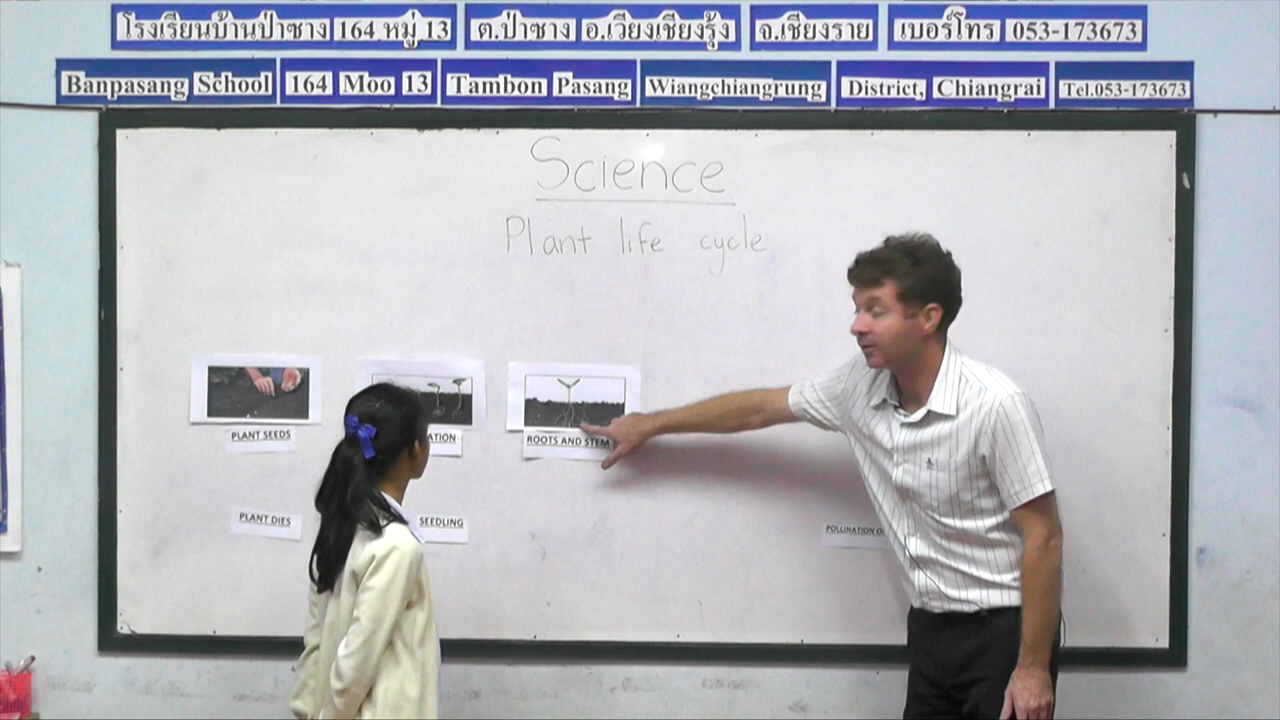 โรงเรียนบ้านป่าซาง 164 หมู่ 13 ต.ป่าซาง อ.เวียงเชียงรุ้ง จ.เชียงราย เบอร์โทร 053-173673
Banpasang School 164 Moo 13 Tambon Pasang Wiangchiangrung District, Chiangrai Tel.053-173673
Science
Plant life cycle
PLANT SEEDS
ROOTS AND STEM
PLANT DIES
SEEDLING
POLLINATION